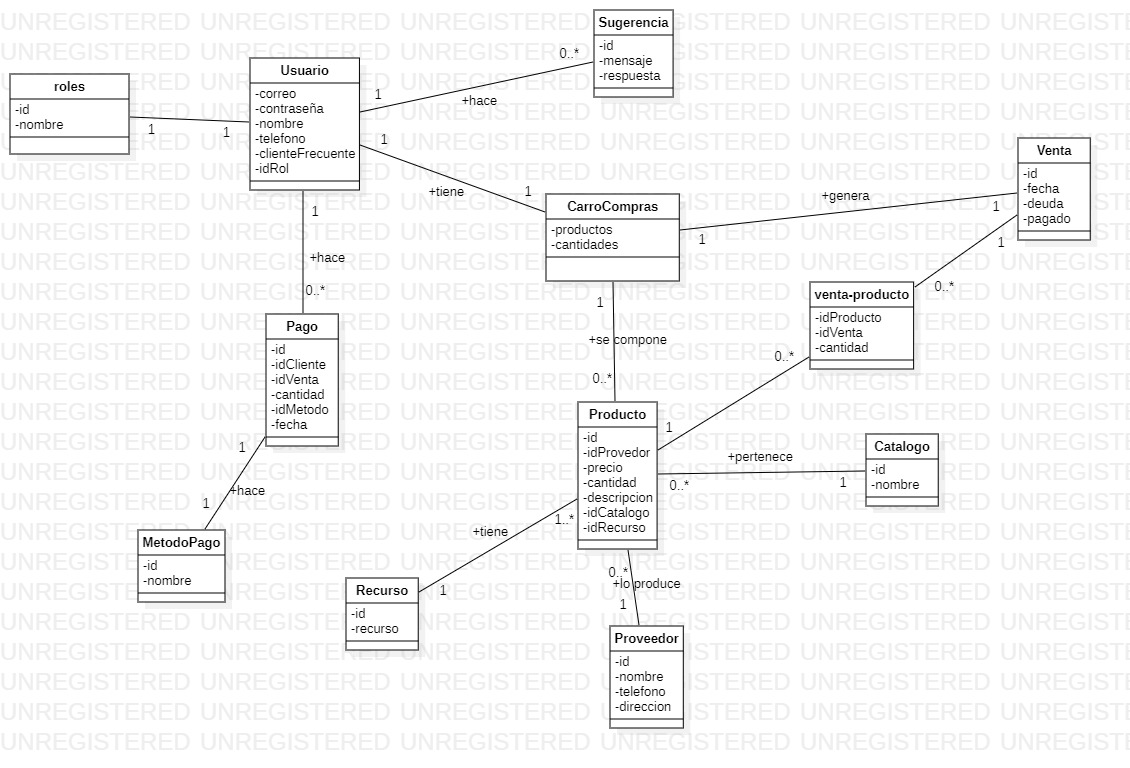 Sugerencia
-id
-mensaje
-respuesta
0..*
1
+hace
Usuario
-correo
-contraseña
-nombre
-telefono
-clienteFrecuente
-idRol
roles
-id
-nombre
1
1
1
+tiene
1
CarroCompras
-productos
-cantidades
1
+genera
1
Venta
-id
-fecha
-deuda
-pagado
1
0..*
venta-producto
-idProducto
-idVenta
-cantidad
0..*
1
1
+hace
0..*
Pago
-id
-idCliente
-idVenta
-cantidad
-idMetodo
-fecha
1
+hace
1
MetodoPago
-id
-nombre
1
+se compone
0..*
Producto
-id
-idProvedor
-precio
-cantidad
-descripcion
-idCatalogo
-idRecurso
+pertenece
0..*
1
Catalogo
-id
-nombre
1..*
+tiene
1
Recurso
-id
-recurso
0..*
+lo produce
1
Proveedor
-id
-nombre
-telefono
-direccion
UNREGISTERED